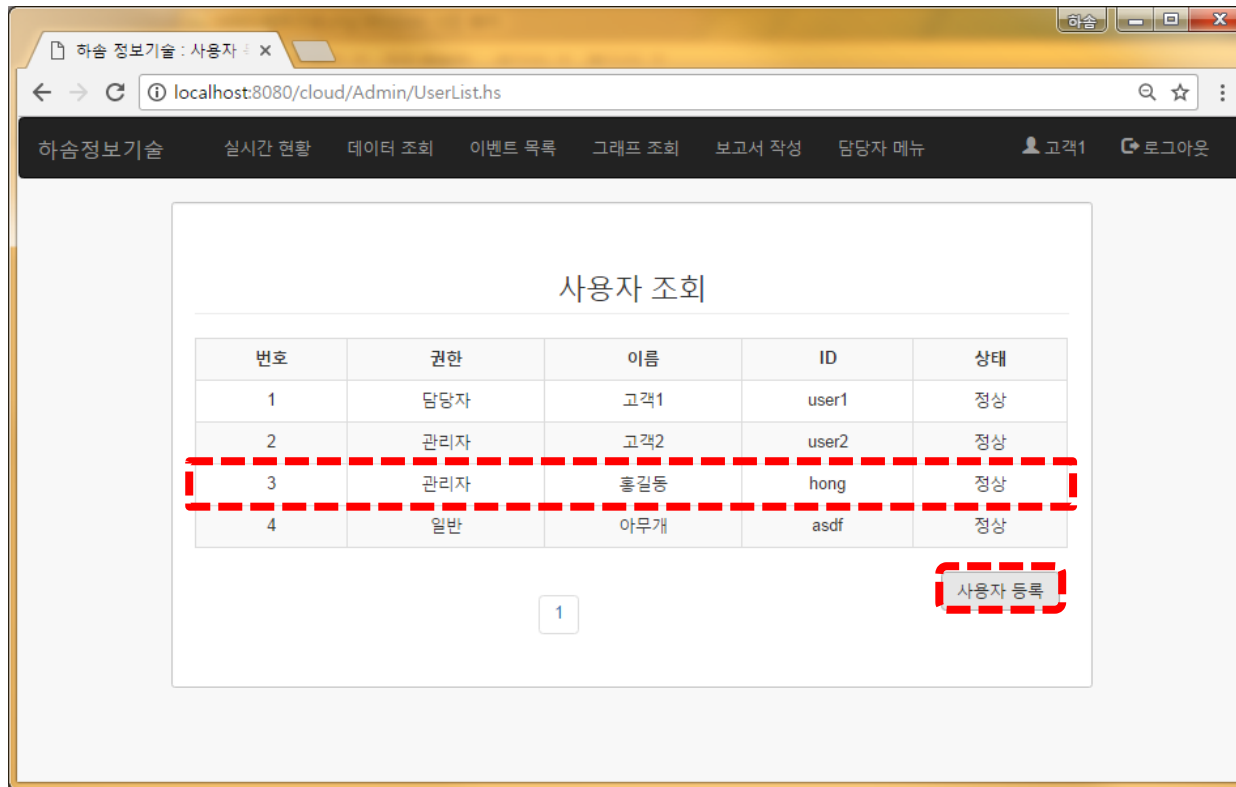 하솜
하솜 정보기술 : 사용자
localhost:8080/cloud/Admin/UserList.hs
하솜정보기술 실시간 현황 데이터 조회 이벤트 목록 그래프 조회 보고서 작성 담당자 메뉴 고객1 로그아웃
사용자 조회
번호 권한 이름 ID 상태
1 담당자 고객1 user1 정상
2 관리자 고객2 user2 정상
3 관리자 홍길동 hong 정상
4 일반 아무개 asdf 정상
사용자 등록
1